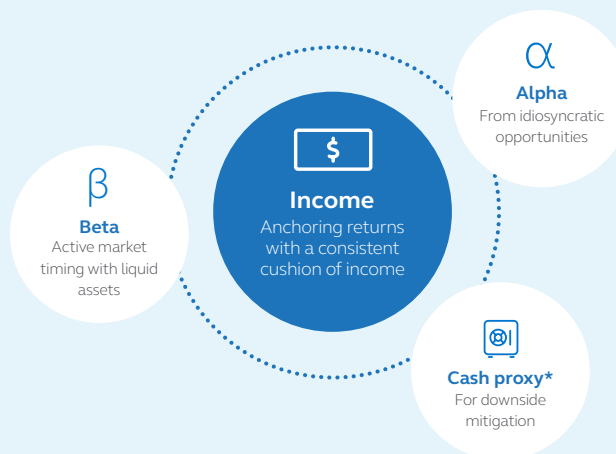 α
Alpha
From idiosyncratic
opportunities
$
Income
Anchoring returns
with a consistent
cushion of income
β
Beta
Active market
timing with liquid
assets
Cash proxy*
For downside
mitigation